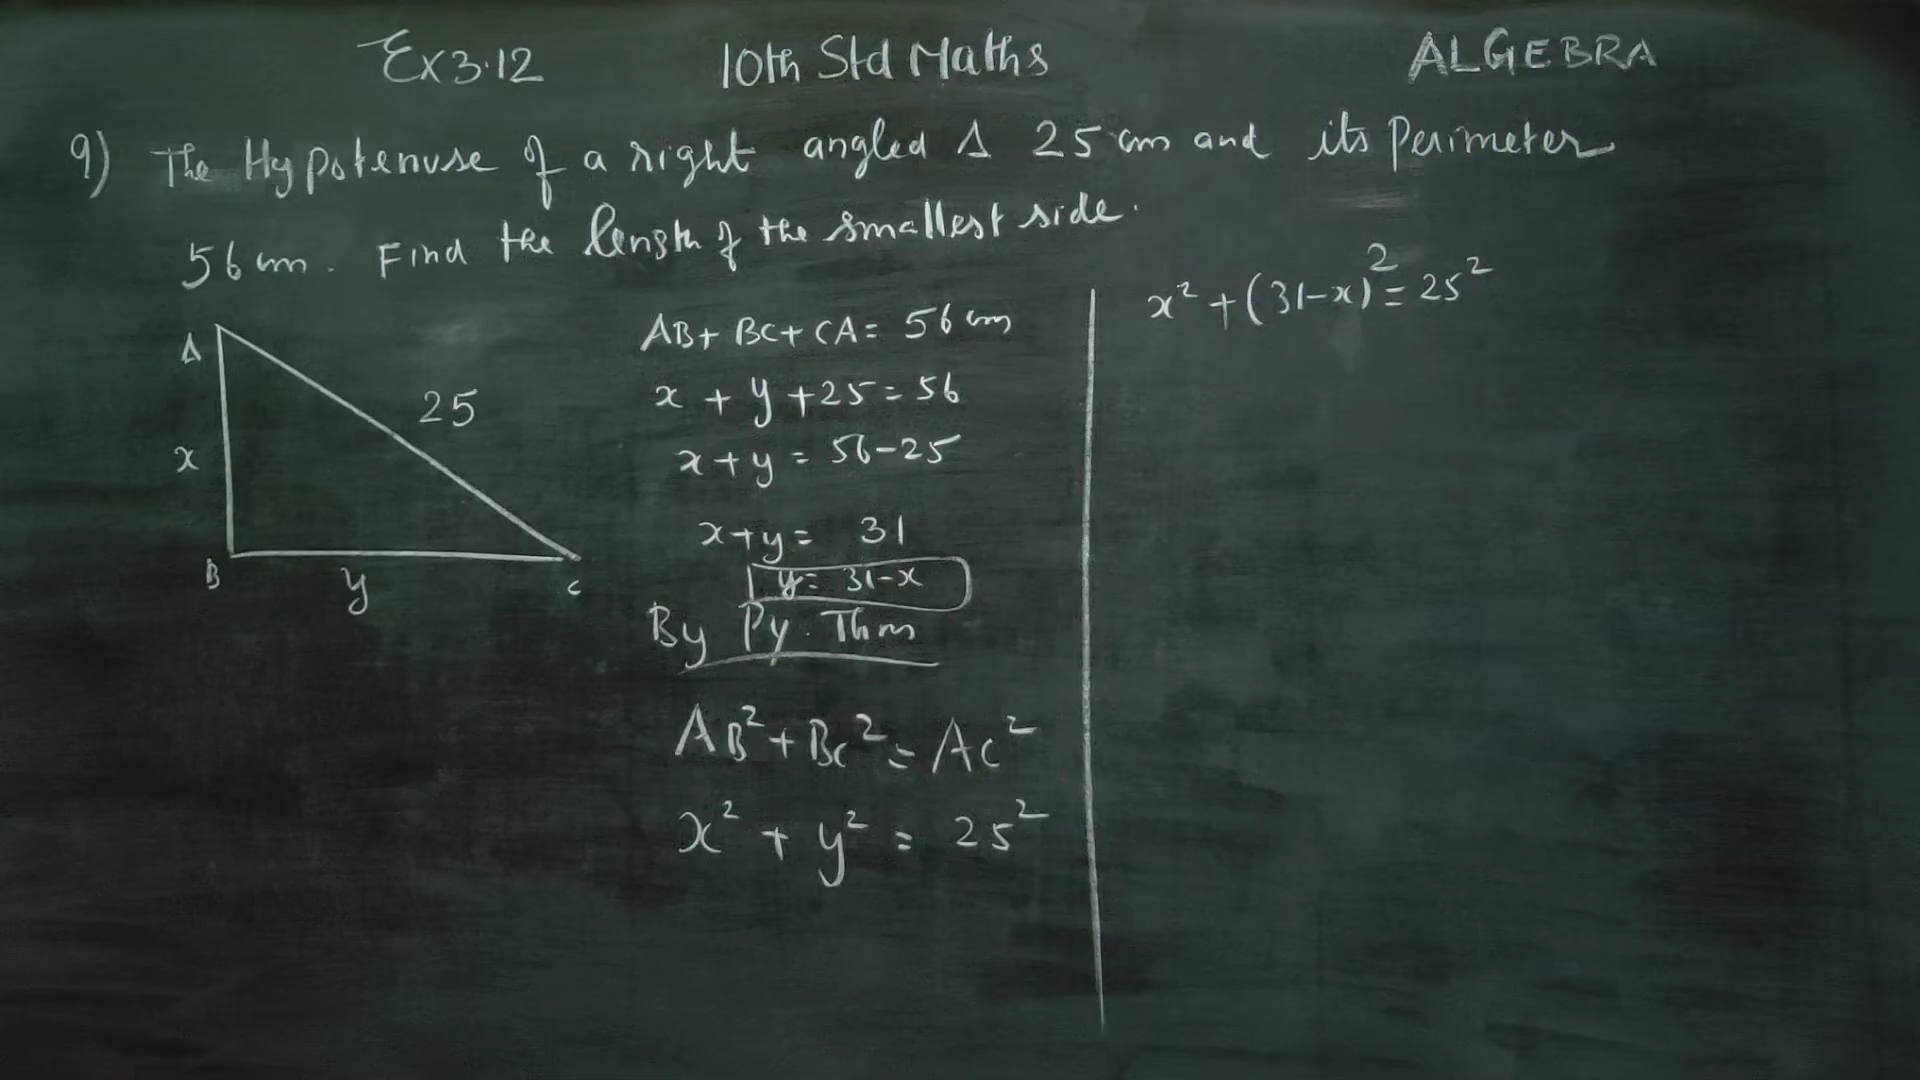 Ex 3.12 10th Std Maths ALGEBRA
9) The Hypotenuse of a right angled Δ 25 cm and its Perimeter
56 cm. Find the length of the smallest side.
A
25
x
B
y
C
AB + BC + CA = 56 cm
x + y + 25 = 56
x + y = 56 - 25
x + y = 31
y = 31 - x
By Py. Thm
AB² + BC² = AC²
x² + y² = 25²
x² + (31 - x)² = 25²